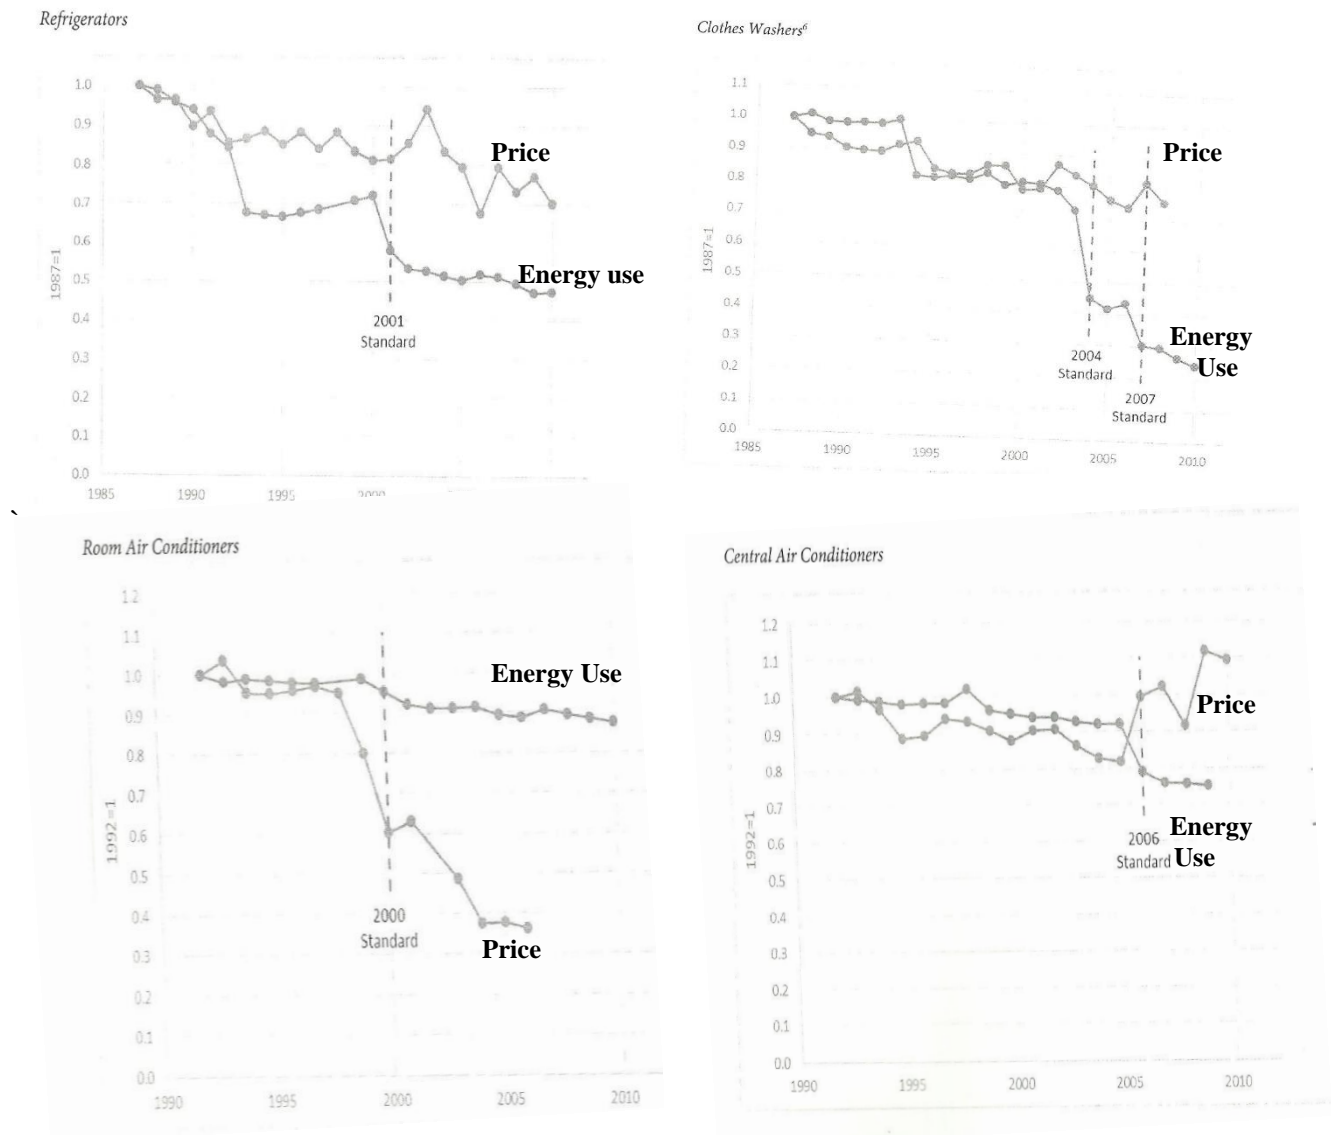 Refrigerators
1.0
0.9
0.8
0.7
0.6
0.5
0.4
0.3
0.2
0.1
0.0
1987=1
Price
Energy use
2001
Standard
1985 1990 1995 2000
Clothes Washers⁶
1.1
1.0
0.9
0.8
0.7
0.6
0.5
0.4
0.3
0.2
0.1
0.0
1987=1
Price
Energy
Use
2004
Standard
2007
Standard
1985 1990 1995 2000 2005 2010
`
Room Air Conditioners
1.2
1.1
1.0
0.9
0.8
0.7
0.6
0.5
0.4
0.3
0.2
0.1
0.0
1992=1
Energy Use
2000
Standard
Price
1990 1995 2000 2005 2010
Central Air Conditioners
1.2
1.1
1.0
0.9
0.8
0.7
0.6
0.5
0.4
0.3
0.2
0.1
0.0
1992=1
Price
Energy
Use
2006
Standard
1990 1995 2000 2005 2010